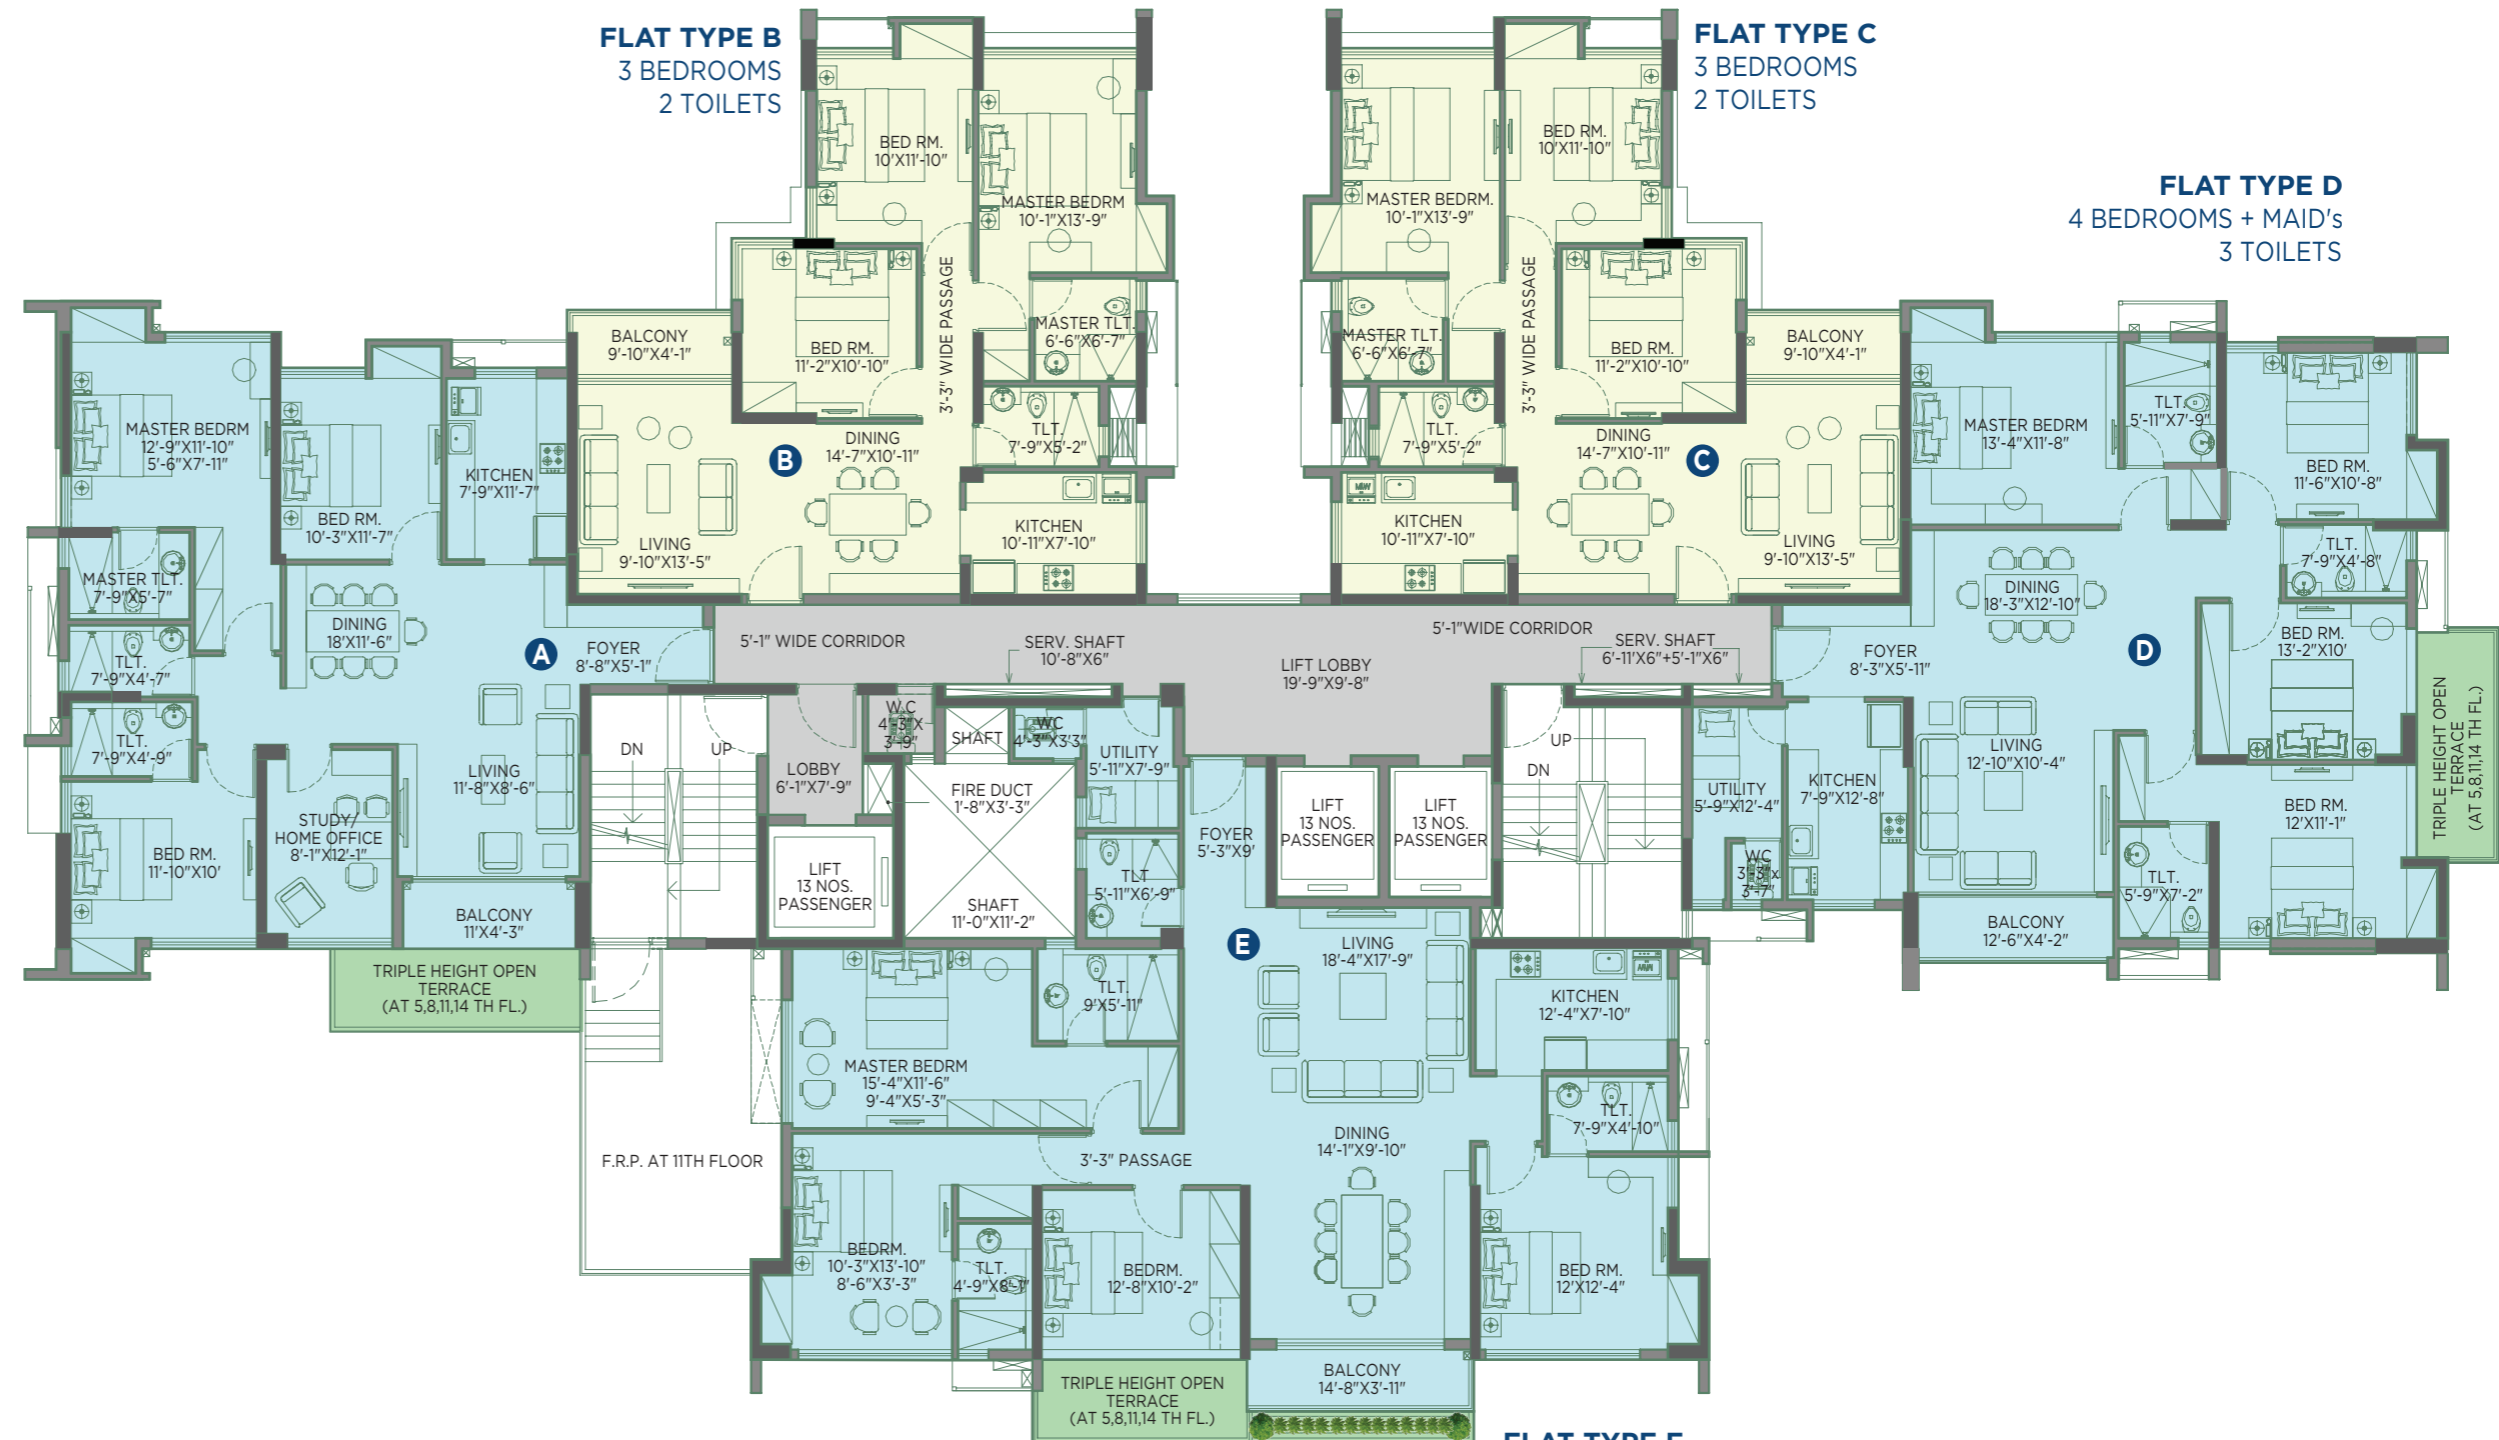 FLAT TYPE B
3 BEDROOMS
2 TOILETS
FLAT TYPE C
3 BEDROOMS
2 TOILETS
FLAT TYPE D
4 BEDROOMS + MAID's
3 TOILETS
BED RM.
10'X11'-10"
MASTER BEDRM
10'-1"X13'-9"
BED RM.
11'-2"X10'-10"
3'-3" WIDE PASSAGE
MASTER TLT.
6'-6"X6'-7"
TLT.
7'-9"X5'-2"
BALCONY
9'-10"X4'-1"
DINING
14'-7"X10'-11"
B
LIVING
9'-10"X13'-5"
KITCHEN
10'-11"X7'-10"
MASTER BEDRM.
10'-1"X13'-9"
BED RM.
10'X11'-10"
3'-3" WIDE PASSAGE
MASTER TLT.
6'-6"X6'-7"
BED RM.
11'-2"X10'-10"
BALCONY
9'-10"X4'-1"
TLT.
7'-9"X5'-2"
DINING
14'-7"X10'-11"
C
MW
KITCHEN
10'-11"X7'-10"
LIVING
9'-10"X13'-5"
MASTER BEDRM
12'-9"X11'-10"
5'-6"X7'-11"
BED RM.
10'-3"X11'-7"
KITCHEN
7'-9"X11'-7"
MASTER TLT.
7'-9"X5'-7"
DINING
18'X11'-6"
A
FOYER
8'-8"X5'-1"
TLT.
7'-9"X4'-7"
TLT.
7'-9"X4'-9"
LIVING
11'-8"X8'-6"
STUDY/
HOME OFFICE
8'-1"X12'-1"
BED RM.
11'-10"X10'
BALCONY
11'X4'-3"
TRIPLE HEIGHT OPEN
TERRACE
(AT 5,8,11,14 TH FL.)
5'-1" WIDE CORRIDOR
SERV. SHAFT
10'-8"X6"
LIFT LOBBY
19'-9"X9'-8"
5'-1"WIDE CORRIDOR
SERV. SHAFT
6'-11'X6"+5'-1"X6"
DN
UP
LOBBY
6'-1"X7'-9"
W.C
4'-3"X
3'-9"
SHAFT
WC
4'-3"X3'3"
UTILITY
5'-11"X7'-9"
FIRE DUCT
1'-8"X3'-3"
SHAFT
11'-0"X11'-2"
LIFT
13 NOS.
PASSENGER
LIFT
13 NOS.
PASSENGER
LIFT
13 NOS.
PASSENGER
UP
DN
MASTER BEDRM
13'-4"X11'-8"
TLT.
5'-11"X7'-9"
BED RM.
11'-6"X10'-8"
TLT.
7'-9"X4'-8"
DINING
18'-3"X12'-10"
FOYER
8'-3"X5'-11"
D
BED RM.
13'-2"X10'
LIVING
12'-10"X10'-4"
UTILITY
5'-9"X12'-4"
KITCHEN
7'-9"X12'-8"
WC
3'-3"x
3'-7"
TLT.
5'-9"X7'-2"
BED RM.
12'X11'-1"
BALCONY
12'-6"X4'-2"
TRIPLE HEIGHT OPEN
TERRACE
(AT 5,8,11,14 TH FL.)
FOYER
5'-3"X9'
TLT
5'-11"X6'-9"
E
LIVING
18'-4"X17'-9"
MW
KITCHEN
12'-4"X7'-10"
TLT.
9'X5'-11"
MASTER BEDRM
15'-4"X11'-6"
9'-4"X5'-3"
F.R.P. AT 11TH FLOOR
3'-3" PASSAGE
DINING
14'-1"X9'-10"
TLT.
7'-9"X4'-10"
BEDRM.
10'-3"X13'-10"
8'-6"X3'-3"
TLT.
4'-9"X8'-1"
BEDRM.
12'-8"X10'-2"
BED RM.
12'X12'-4"
BALCONY
14'-8"X3'-11"
TRIPLE HEIGHT OPEN
TERRACE
(AT 5,8,11,14 TH FL.)
FLAT TYPE E